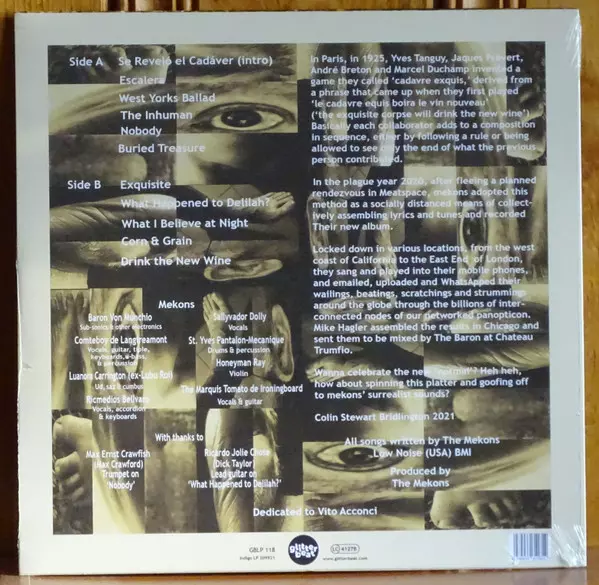 Side A Se Reveló el Cadáver (intro)
Escalera
West Yorks Ballad
The Inhuman
Nobody
Buried Treasure
Side B Exquisite
What Happened to Delilah?
What I Believe at Night
Corn & Grain
Drink the New Wine
Mekons
Baron Von Munchlo
Sub-sonics & other electronics
Comteboy de Langtreamont
Vocals, guitar, tiple,
keyboards, e-bass,
& percussion
Luanora Carrington (ex-Lubio Roi)
Ud, saz & cumbus
Ricmedios Belivaro
Vocals, accordion
& keyboards
Sallyvador Dolly
Vocals
St. Yves Pantalon-Mecanique
Drums & percussion
Honeyman Ray
Violin
The Marquis Tomato de Ironingboard
Vocals & guitar
With thanks to
Max Ernst Crawfish
(Max Crawford)
Trumpet on
'Nobody'
Ricardo Jolie Chose
(Dick Taylor)
Lead guitar on
'What Happened to Delilah?'
In Paris, in 1925, Yves Tanguy, Jaques Prévert,
André Breton and Marcel Duchamp invented a
game they called 'cadavre exquis,' derived from
a phrase that came up when they first played
'le cadavre equis boira le vin nouveau'
('the exquisite corpse will drink the new wine')
Basically each collaborator adds to a composition
in sequence, either by following a rule or being
allowed to see only the end of what the previous
person contributed.
In the plague year 2020, after fleeing a planned
rendezvous in Meatspace, mekons adopted this
method as a socially distanced means of collect-
ively assembling lyrics and tunes and recorded
Their new album.
Locked down in various locations, from the west
coast of California to the East End of London,
they sang and played into their mobile phones,
and emailed, uploaded and WhatsApped their
wailings, beatings, scratchings and strumming
around the globe through the billions of inter-
connected nodes of our networked panopticon.
Mike Hagler assembled the results in Chicago and
sent them to be mixed by The Baron at Chateau
Trumfio.
Wanna celebrate the new 'normal'? Heh heh,
how about spinning this platter and goofing off
to mekons' surrealist sounds?
Colin Stewart Bridlington 2021
All songs written by The Mekons
Low Noise (USA) BMI
Produced by
The Mekons
Dedicated to Vito Acconci
GBLP 118
glitter
beat
LC 41279
www.glitterbeat.com